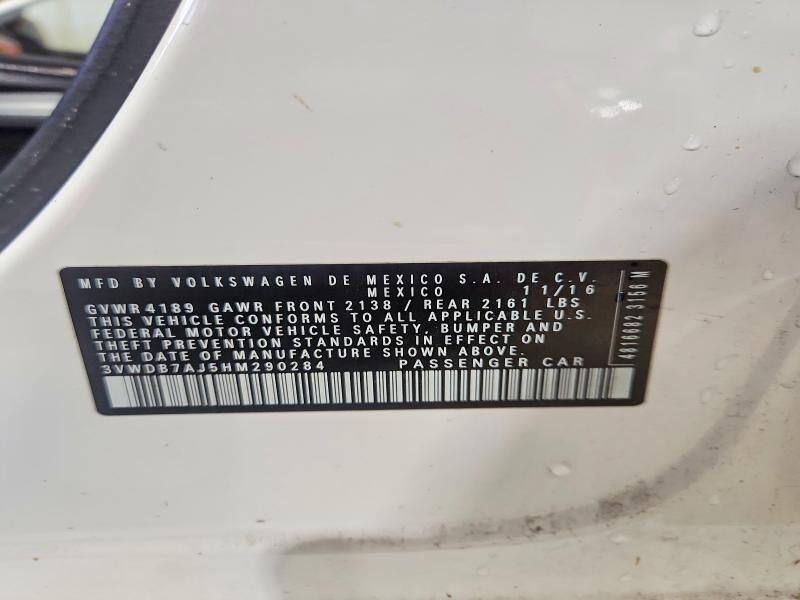 MFD BY VOLKSWAGEN DE MEXICO S.A. DE C.V.
MEXICO 11/16
GVWR 4189 GAWR FRONT 2138 / REAR 2161 LBS
THIS VEHICLE CONFORMS TO ALL APPLICABLE U.S.
FEDERAL MOTOR VEHICLE SAFETY, BUMPER AND
THEFT PREVENTION STANDARDS IN EFFECT ON
THE DATE OF MANUFACTURE SHOWN ABOVE.
3VWDB7AJ5HM290284 PASSENGER CAR
4816682 3156 M